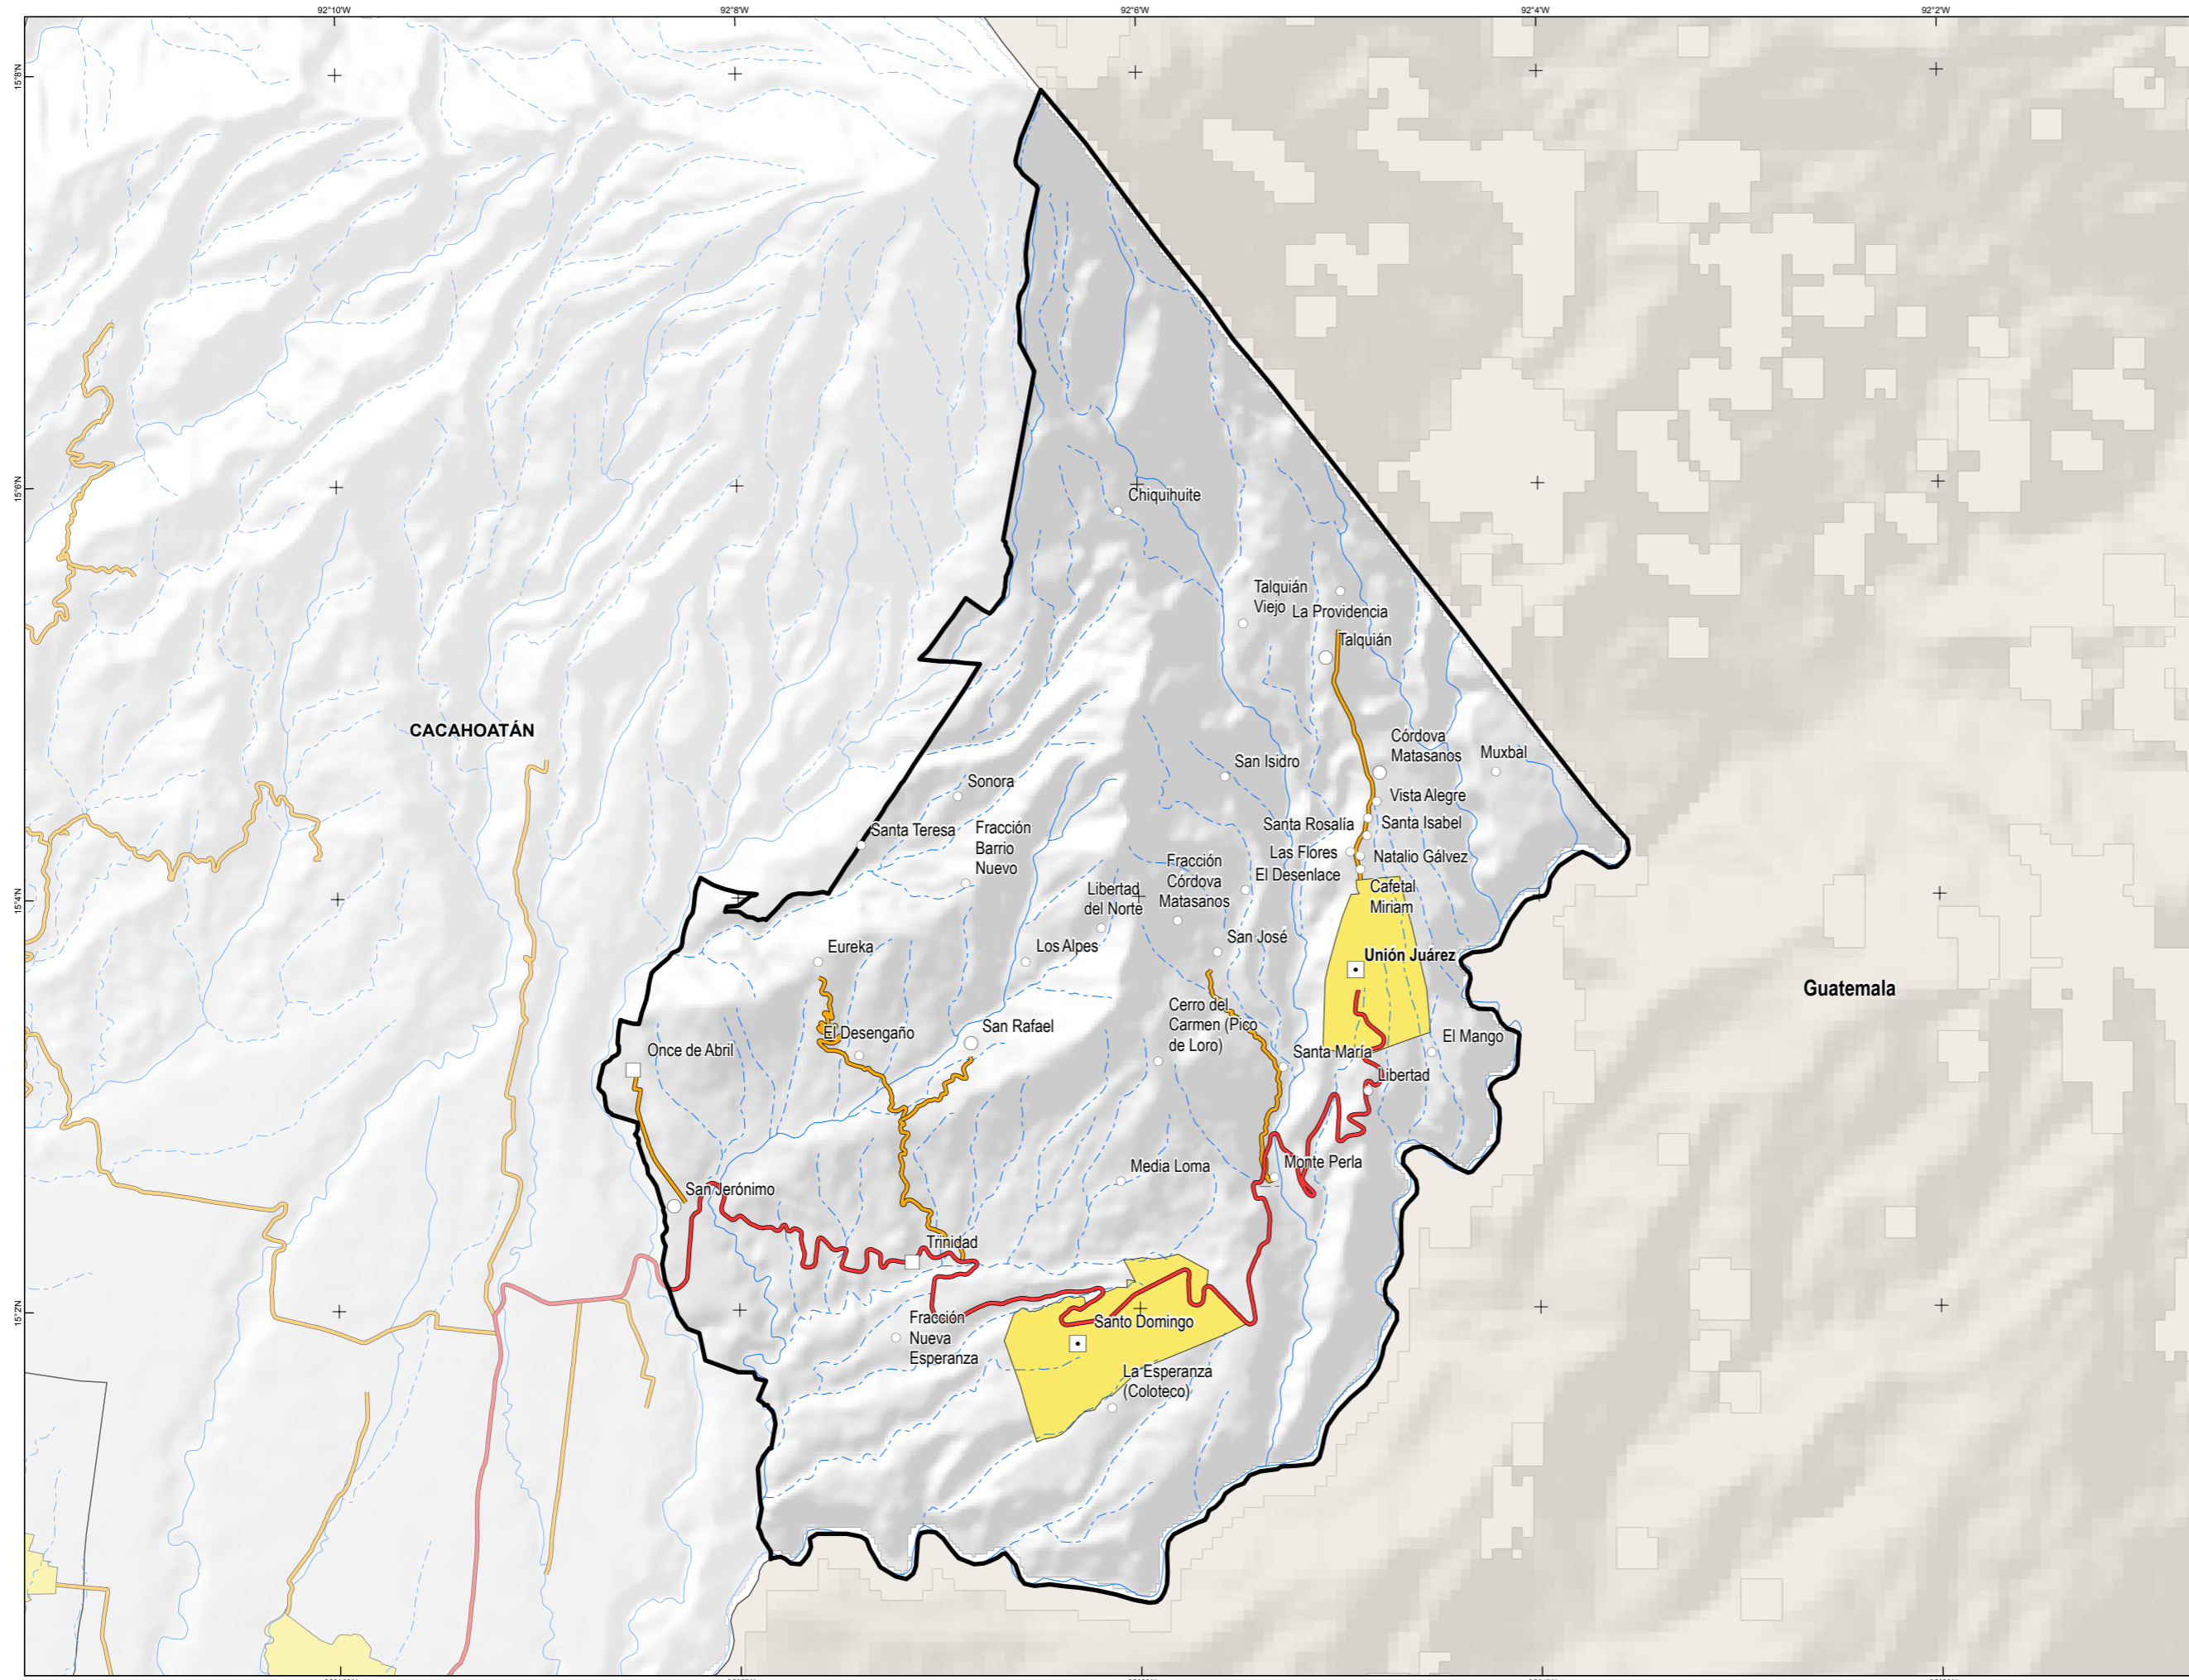 92°10'W
92°8'W
92°6'W
92°4'W
92°2'W
15°8'N
15°6'N
15°4'N
15°2'N
Chiquihuite
Talquián
Viejo
La Providencia
Talquián
CACAHOATÁN
Córdova
Matasanos
Muxbal
San Isidro
Sonora
Vista Alegre
Santa Rosalía
Santa Isabel
Santa Teresa
Fracción
Barrio
Nuevo
Las Flores
Natalio Gálvez
Fracción
Córdova
Matasanos
El Desenlace
Libertad
del Norte
Cafetal
Miriam
Eureka
Los Alpes
San José
Unión Juárez
Guatemala
Cerro del
Carmen (Pico
de Loro)
El Desengaño
San Rafael
El Mango
Once de Abril
Santa María
Libertad
Media Loma
Monte Perla
San Jerónimo
Trinidad
Fracción
Nueva
Esperanza
Santo Domingo
La Esperanza
(Coloteco)